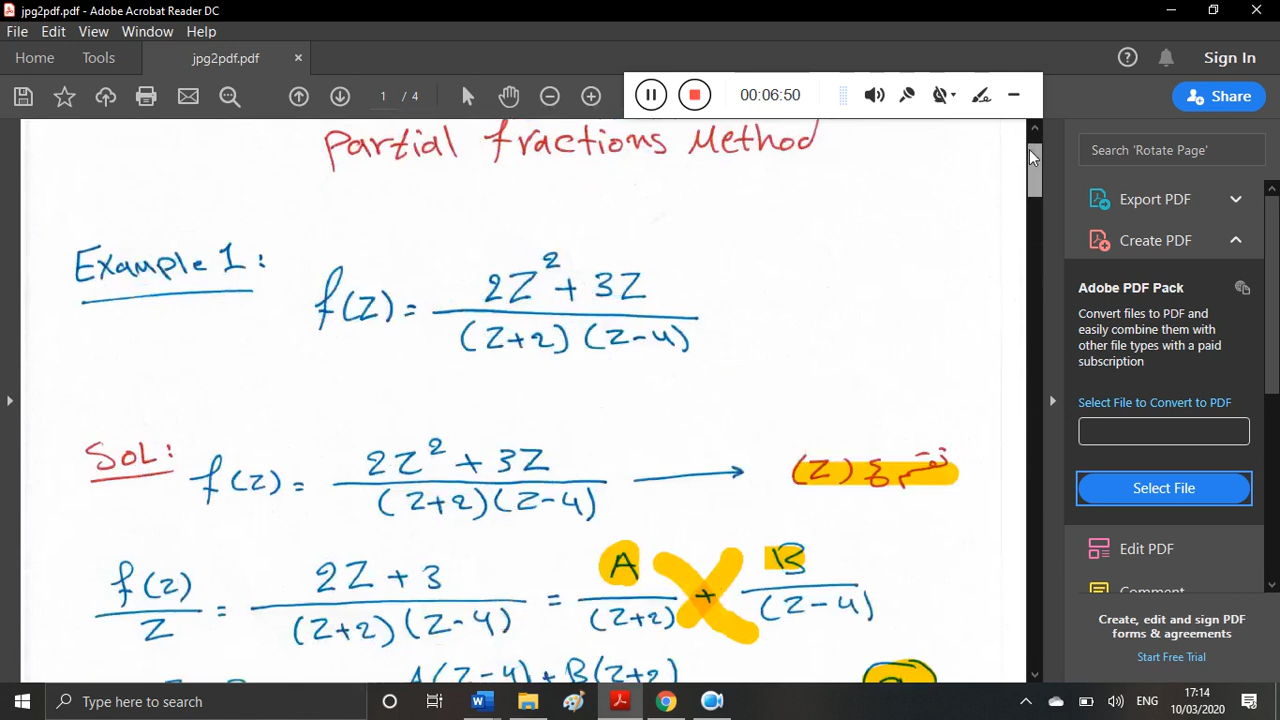 jpg2pdf.pdf - Adobe Acrobat Reader DC
File Edit View Window Help
Home Tools jpg2pdf.pdf × Sign In
1 / 4 00:06:50 Share
Partial fractions Method
Search 'Rotate Page'
Export PDF
Create PDF
Example 1: f(Z) = 2Z² + 3Z / (Z+2)(Z-4)
Adobe PDF Pack
Convert files to PDF and
easily combine them with
other file types with a paid
subscription
Select File to Convert to PDF
Select File
SoL: f(Z) = 2Z² + 3Z / (Z+2)(Z-4) → (Z)
f(Z) / Z = 2Z + 3 / (Z+2)(Z-4) = A / (Z+2) + B / (Z-4)
Edit PDF
A(Z-4) + B(Z+2)
Comment
Create, edit and sign PDF
forms & agreements
Start Free Trial
Type here to search
ENG 17:14
10/03/2020